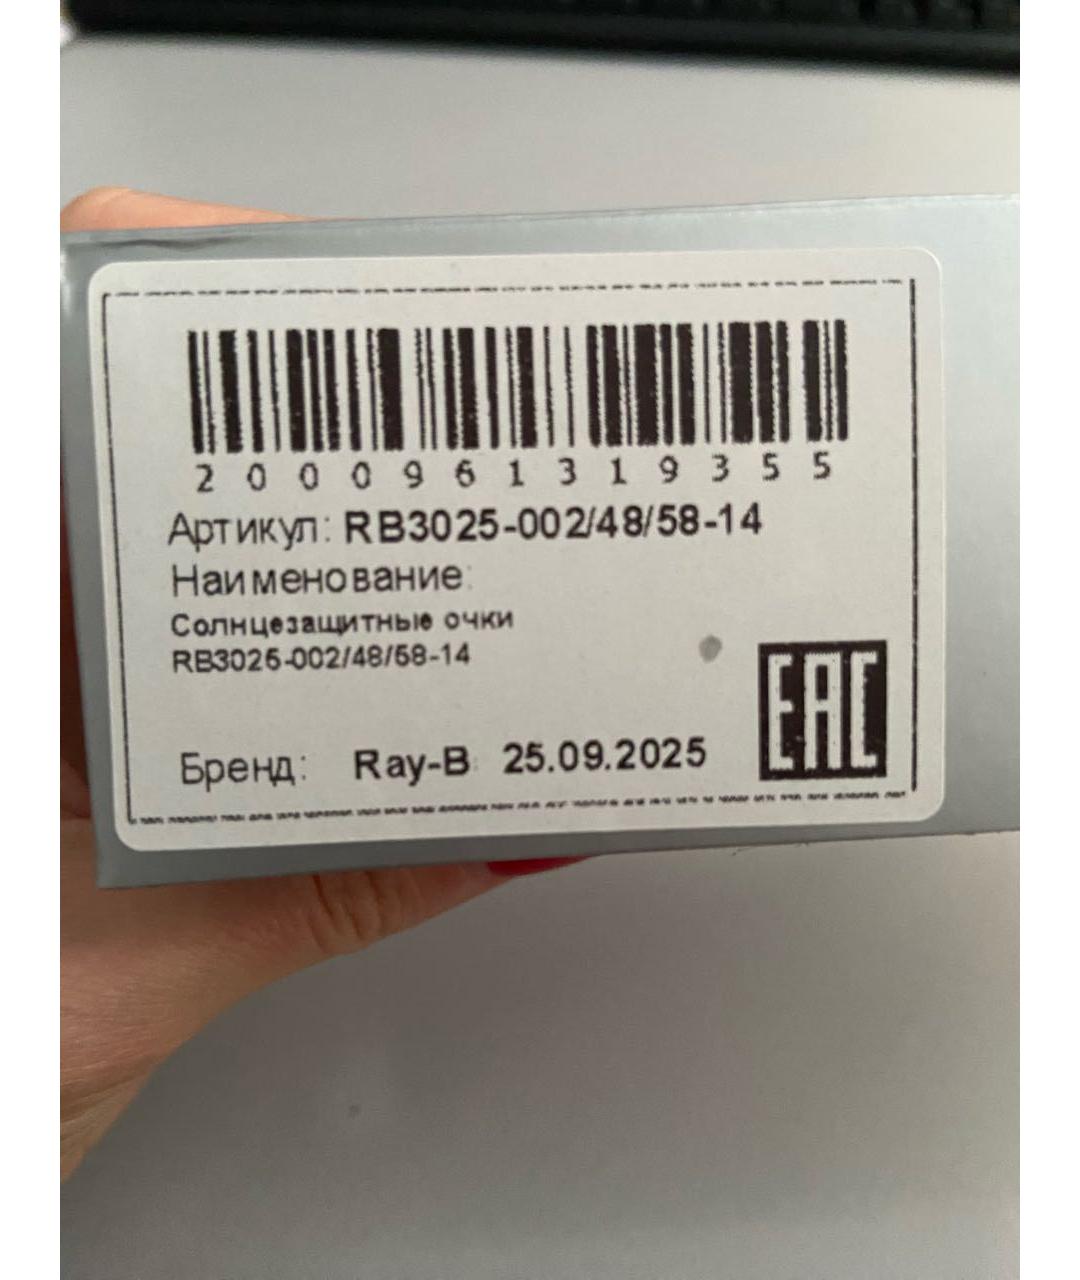 2000961319355
Артикул: RB3025-002/48/58-14
Наименование:
Солнцезащитные очки
RB3025-002/48/58-14
EAC
Бренд: Ray-B 25.09.2025